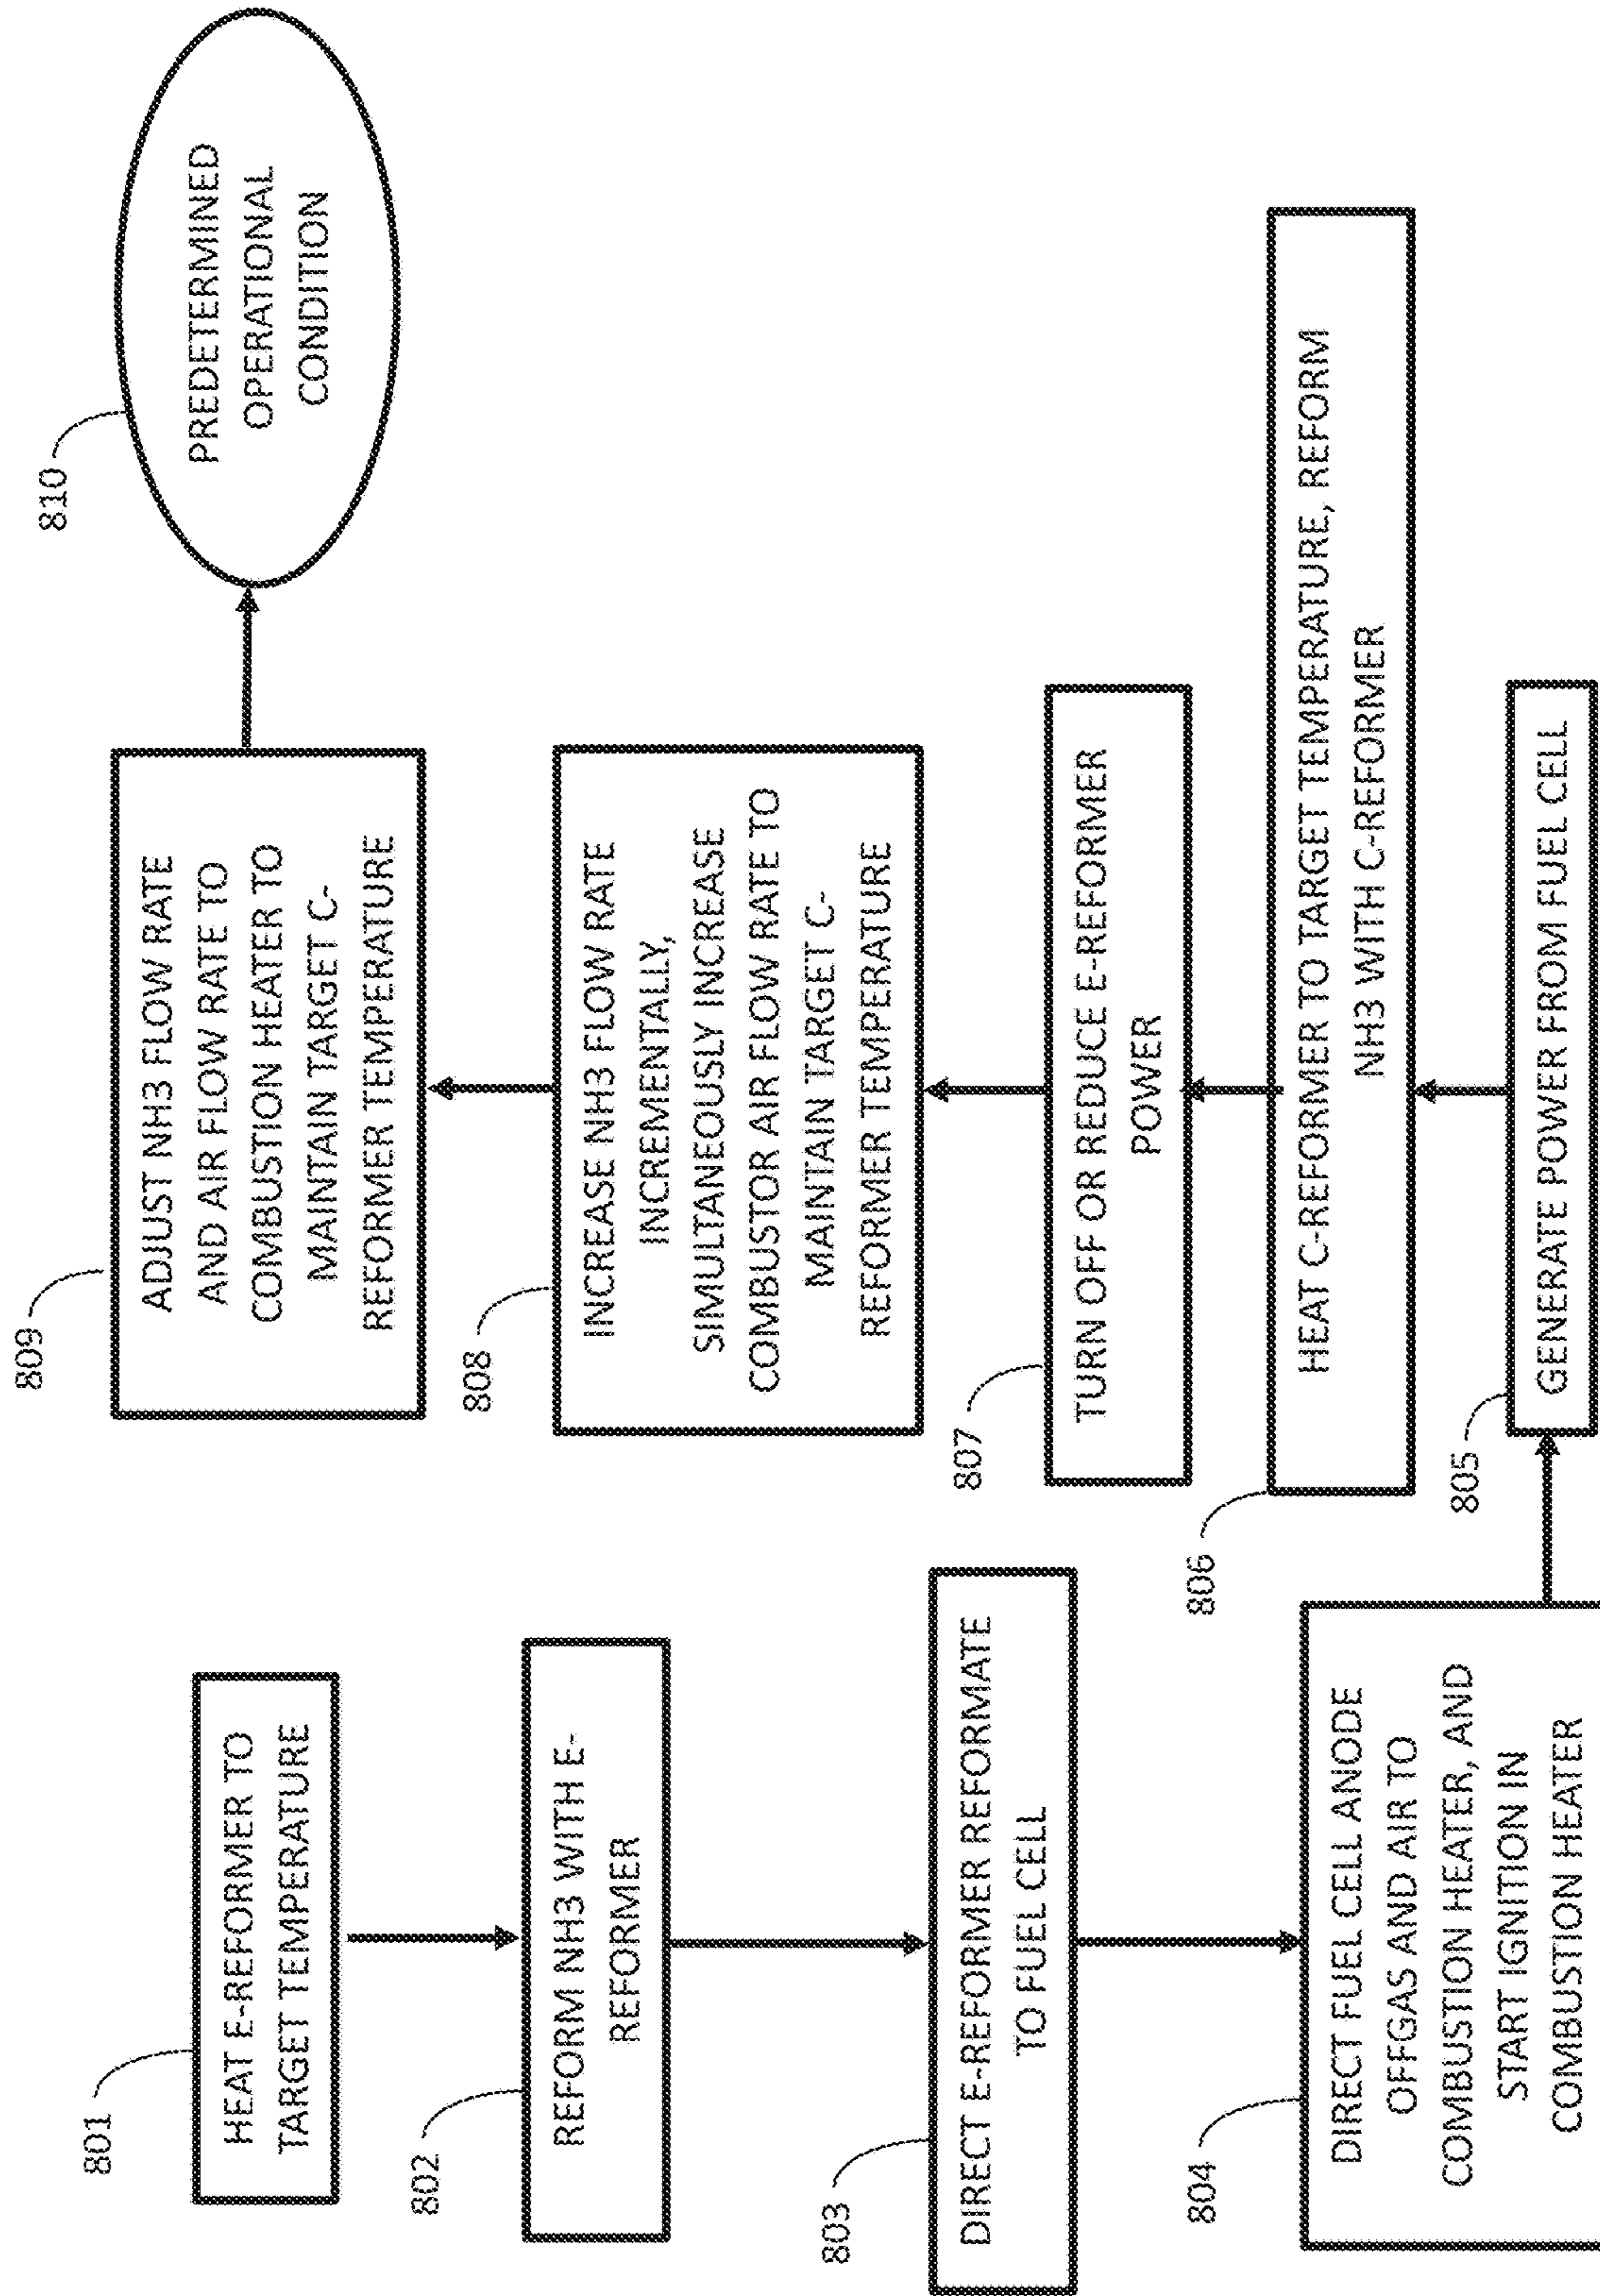 801
HEAT E-REFORMER TO
TARGET TEMPERATURE
802
REFORM NH3 WITH E-
REFORMER
803
DIRECT E-REFORMER REFORMATE
TO FUEL CELL
804
DIRECT FUEL CELL ANODE
OFFGAS AND AIR TO
COMBUSTION HEATER, AND
START IGNITION IN
COMBUSTION HEATER
805
GENERATE POWER FROM FUEL CELL
806
HEAT C-REFORMER TO TARGET TEMPERATURE, REFORM
NH3 WITH C-REFORMER
807
TURN OFF OR REDUCE E-REFORMER
POWER
808
INCREASE NH3 FLOW RATE
INCREMENTALLY,
SIMULTANEOUSLY INCREASE
COMBUSTOR AIR FLOW RATE TO
MAINTAIN TARGET C-
REFORMER TEMPERATURE
809
ADJUST NH3 FLOW RATE
AND AIR FLOW RATE TO
COMBUSTION HEATER TO
MAINTAIN TARGET C-
REFORMER TEMPERATURE
810
PREDETERMINED
OPERATIONAL
CONDITION